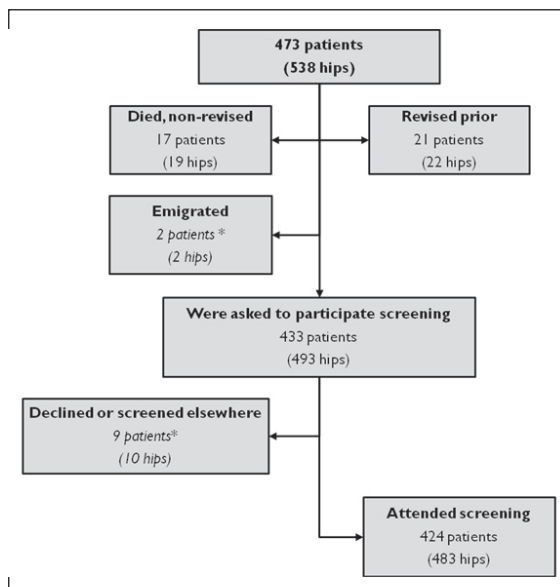 473 patients
(538 hips)
Died, non-revised
17 patients
(19 hips)
Revised prior
21 patients
(22 hips)
Emigrated
2 patients *
(2 hips)
Were asked to participate screening
433 patients
(493 hips)
Declined or screened elsewhere
9 patients*
(10 hips)
Attended screening
424 patients
(483 hips)